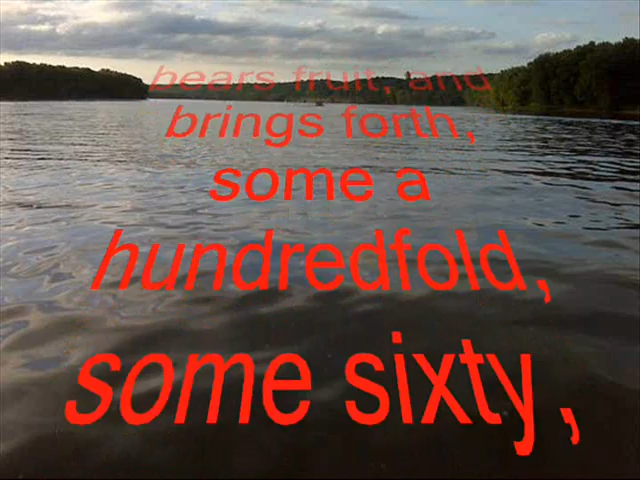 bears fruit, and
brings forth,
some a
hundredfold,
some sixty,